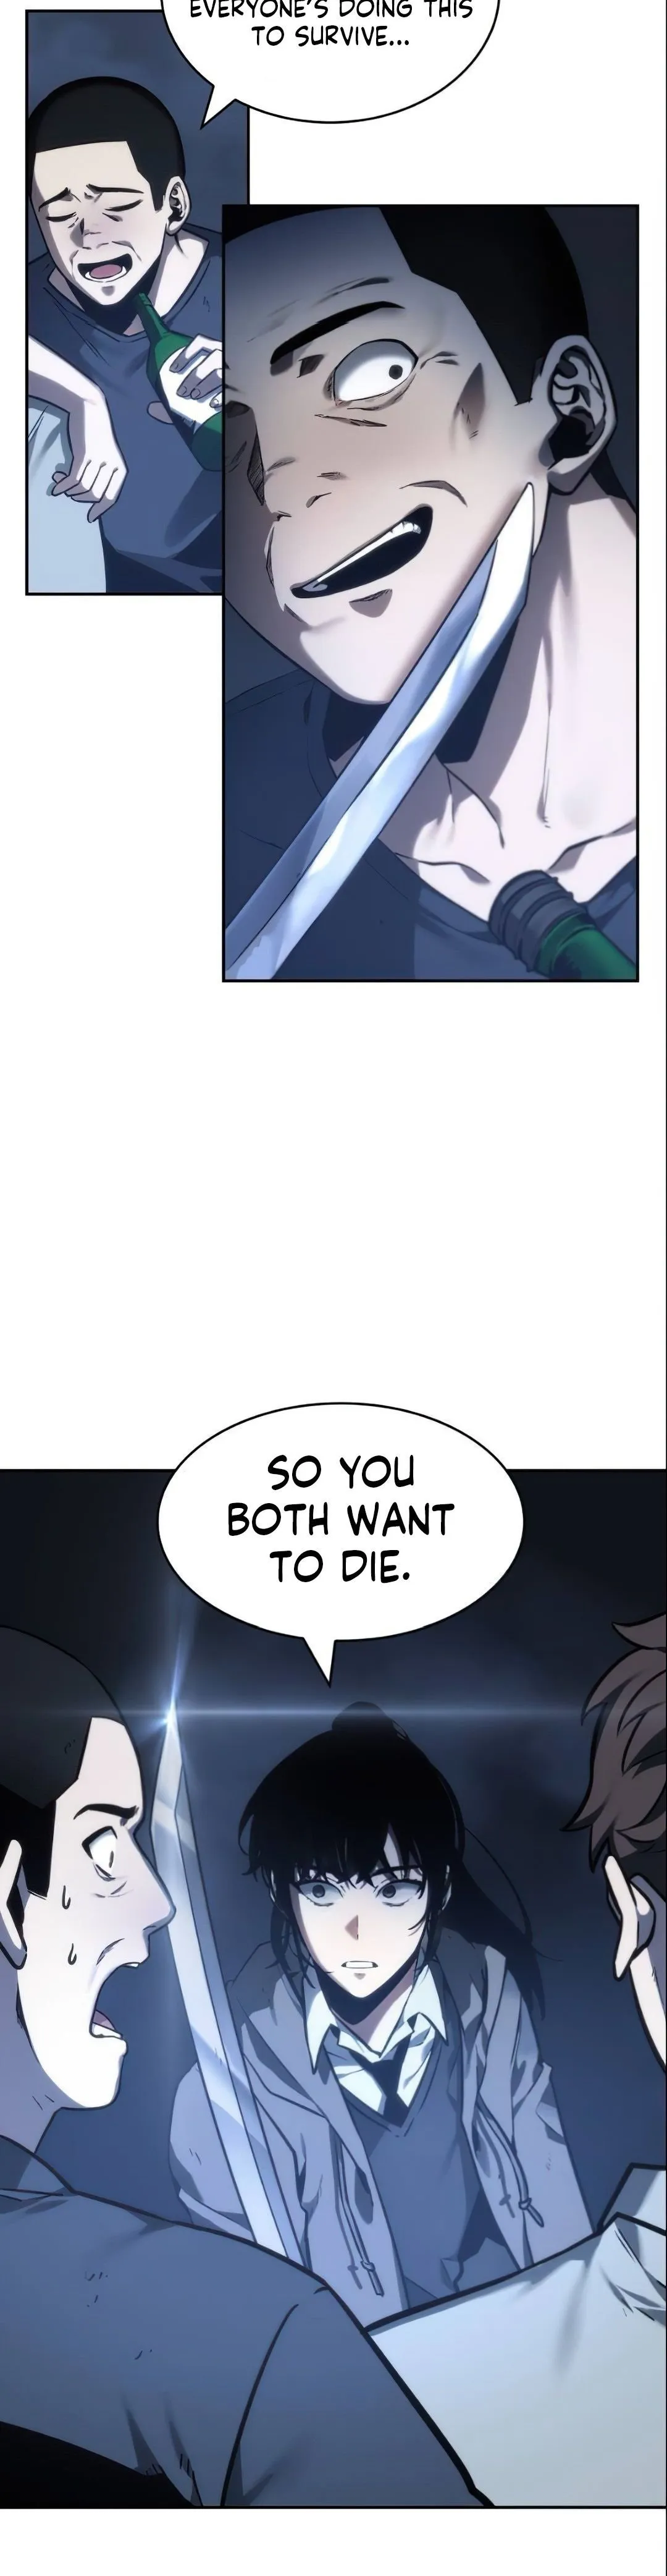 EVERYONE'S DOING THIS
TO SURVIVE...
SO YOU
BOTH WANT
TO DIE.